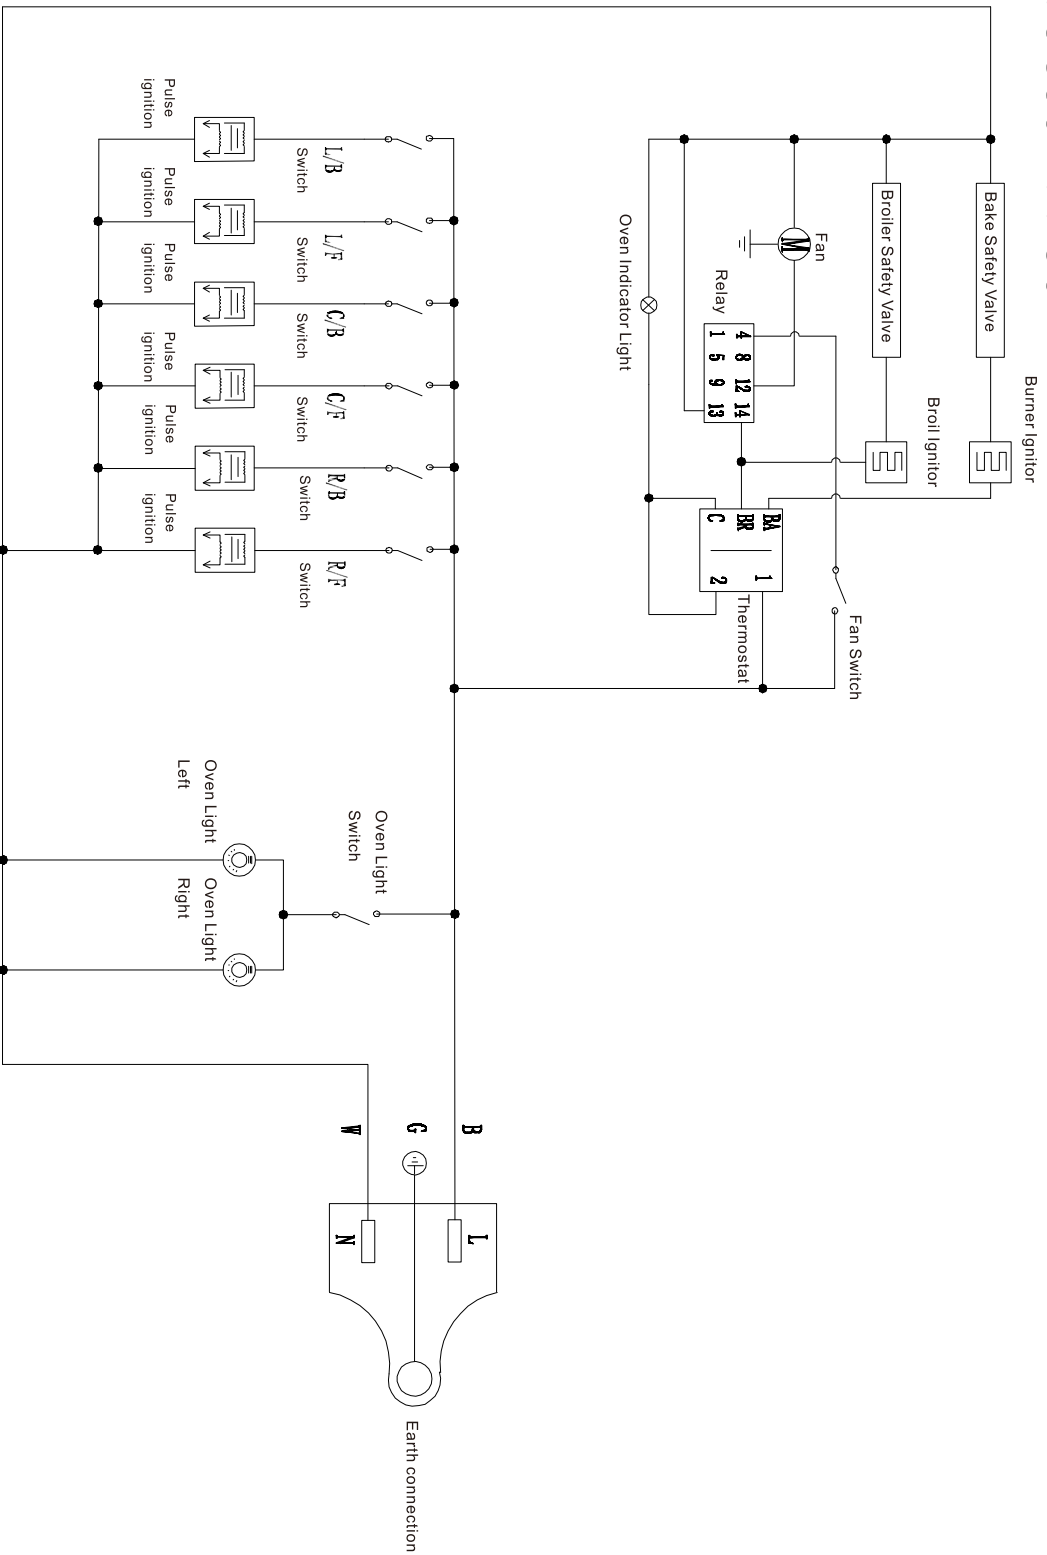 Burner Ignitor
Bake Safety Valve
Broil Ignitor
Broiler Safety Valve
Fan Switch
Fan
M
Relay
4 8 12 14
1 5 9 13
BA 1
BR
C 2
Thermostat
Oven Indicator Light
L/B
Switch
L/F
Switch
C/B
Switch
C/F
Switch
R/B
Switch
R/F
Switch
Pulse
ignition
Pulse
ignition
Pulse
ignition
Pulse
ignition
Pulse
ignition
Pulse
ignition
Oven Light
Switch
Oven Light
Left
Oven Light
Right
B
G
W
L
N
Earth connection